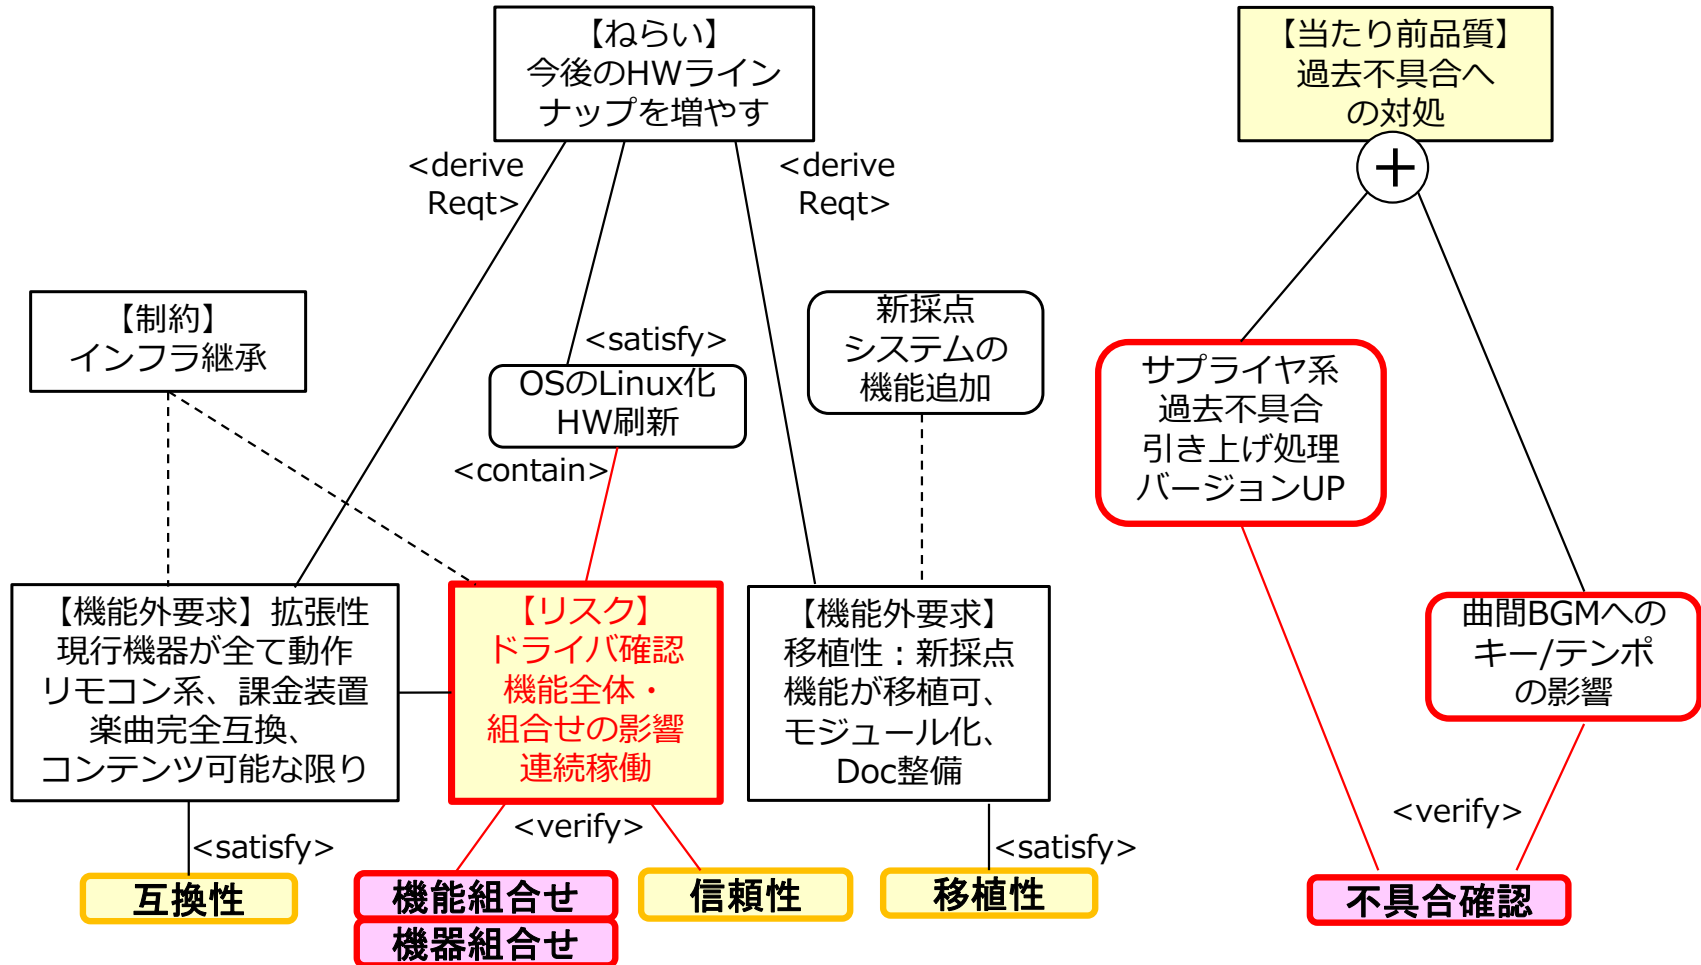 【ねらい】
今後のHWライン
ナップを増やす
【当たり前品質】
過去不具合へ
の対処
+
<derive
Reqt>
<derive
Reqt>
【制約】
インフラ継承
<satisfy>
OSのLinux化
HW刷新
<contain>
新採点
システムの
機能追加
サプライヤ系
過去不具合
引き上げ処理
バージョンUP
【機能外要求】拡張性
現行機器が全て動作
リモコン系、課金装置
楽曲完全互換、
コンテンツ可能な限り
【リスク】
ドライバ確認
機能全体・
組合せの影響
連続稼働
【機能外要求】
移植性：新採点
機能が移植可、
モジュール化、
Doc整備
曲間BGMへの
キー/テンポ
の影響
<satisfy>
<verify>
<satisfy>
<verify>
互換性
機能組合せ
機器組合せ
信頼性
移植性
不具合確認